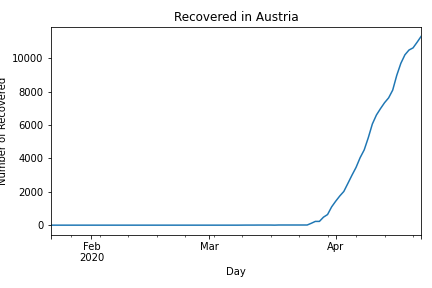 Recovered in Austria
Number of Recovered
10000
8000
6000
4000
2000
0
Feb
2020
Mar
Apr
Day